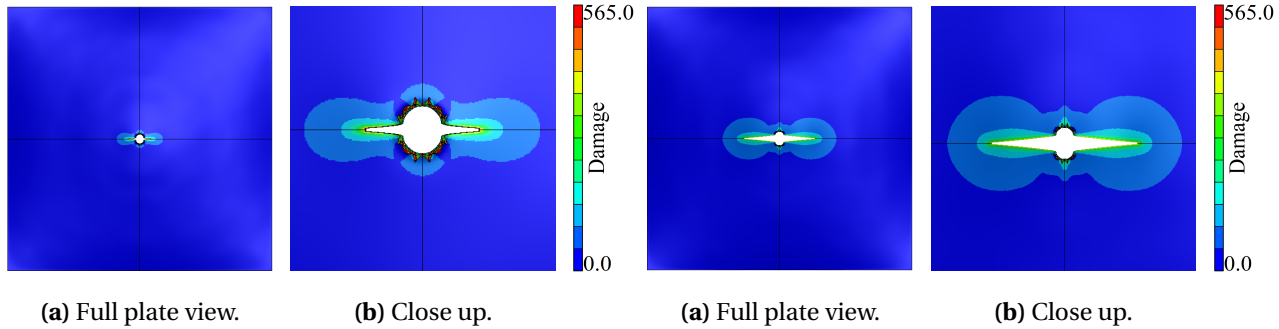 565.0
Damage
0.0
565.0
Damage
0.0
(a) Full plate view.
(b) Close up.
(a) Full plate view.
(b) Close up.